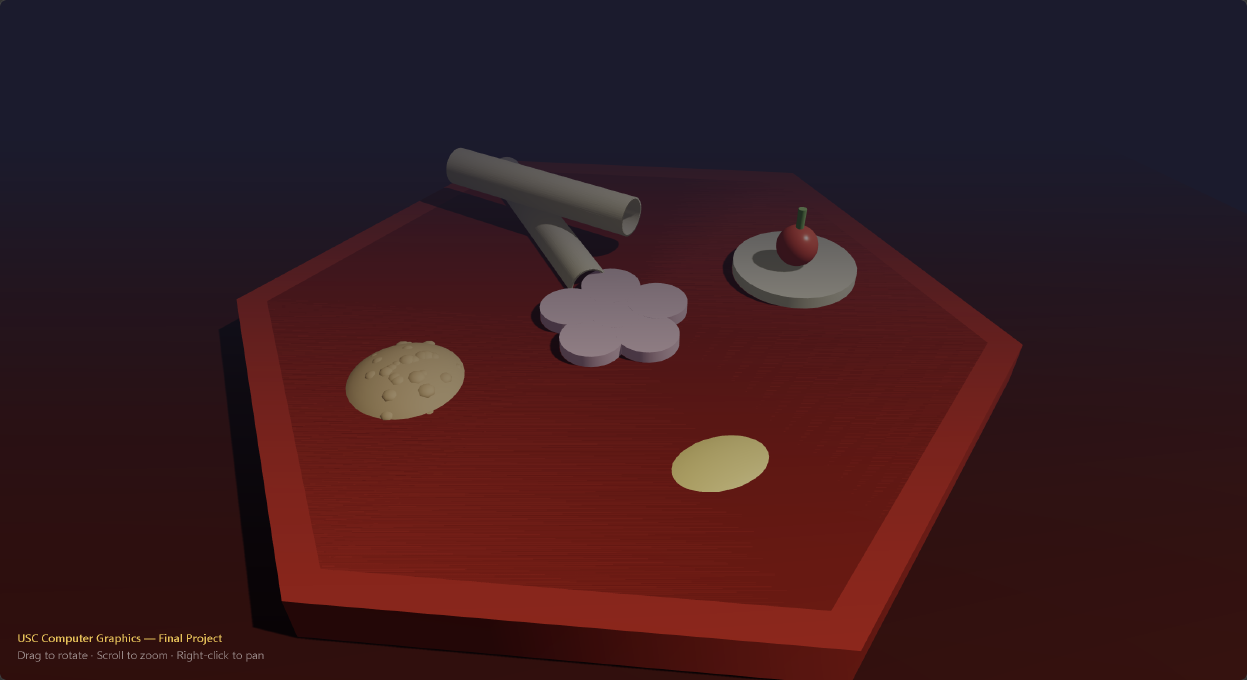 USC Computer Graphics — Final Project
Drag to rotate · Scroll to zoom · Right-click to pan